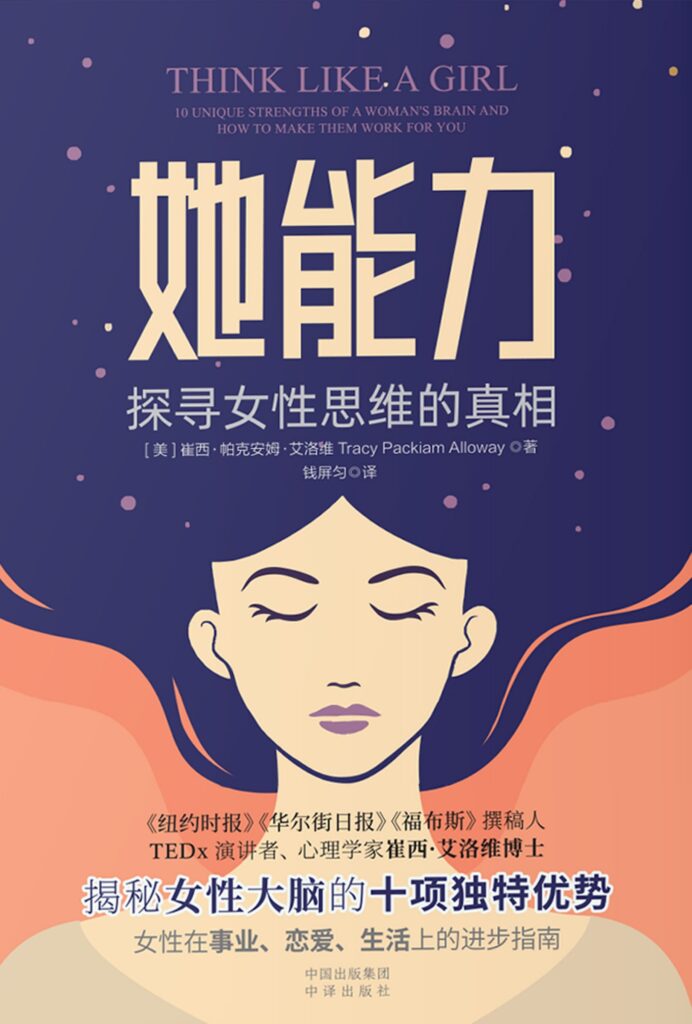 THINK LIKE A GIRL
10 UNIQUE STRENGTHS OF A WOMAN'S BRAIN AND
HOW TO MAKE THEM WORK FOR YOU
她能力
探寻女性思维的真相
［美］崔西·帕克安姆·艾洛维 Tracy Packiam Alloway ◎著
钱屏匀◎译
《纽约时报》《华尔街日报》《福布斯》撰稿人
TEDx 演讲者、心理学家崔西·艾洛维博士
揭秘女性大脑的十项独特优势
女性在事业、恋爱、生活上的进步指南
中国出版集团
中译出版社